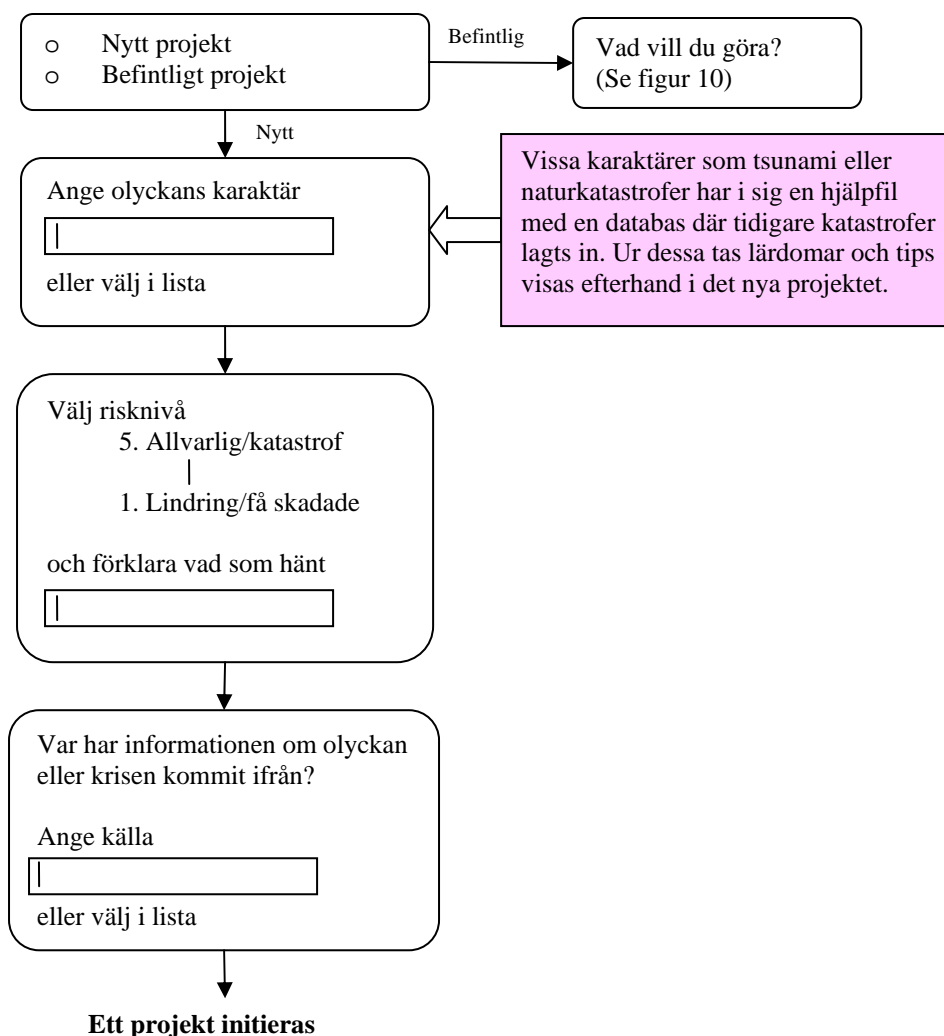 o Nytt projekt
o Befintligt projekt
Befintlig
Vad vill du göra?
(Se figur 10)
Nytt
Ange olyckans karaktär
eller välj i lista
Vissa karaktärer som tsunami eller
naturkatastrofer har i sig en hjälpfil
med en databas där tidigare katastrofer
lagts in. Ur dessa tas lärdomar och tips
visas efterhand i det nya projektet.
Välj risknivå
5. Allvarlig/katastrof
1. Lindring/få skadade
och förklara vad som hänt
Var har informationen om olyckan
eller krisen kommit ifrån?
Ange källa
eller välj i lista
Ett projekt initieras